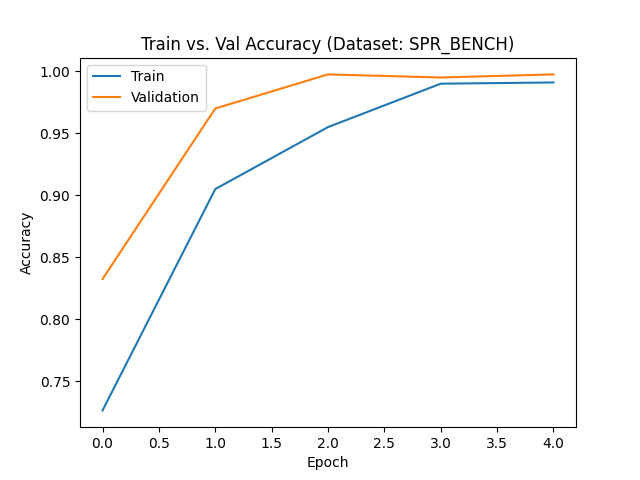 Train vs. Val Accuracy (Dataset: SPR_BENCH)
Train
Validation
1.00
0.95
0.90
0.85
0.80
0.75
Accuracy
0.0 0.5 1.0 1.5 2.0 2.5 3.0 3.5 4.0
Epoch